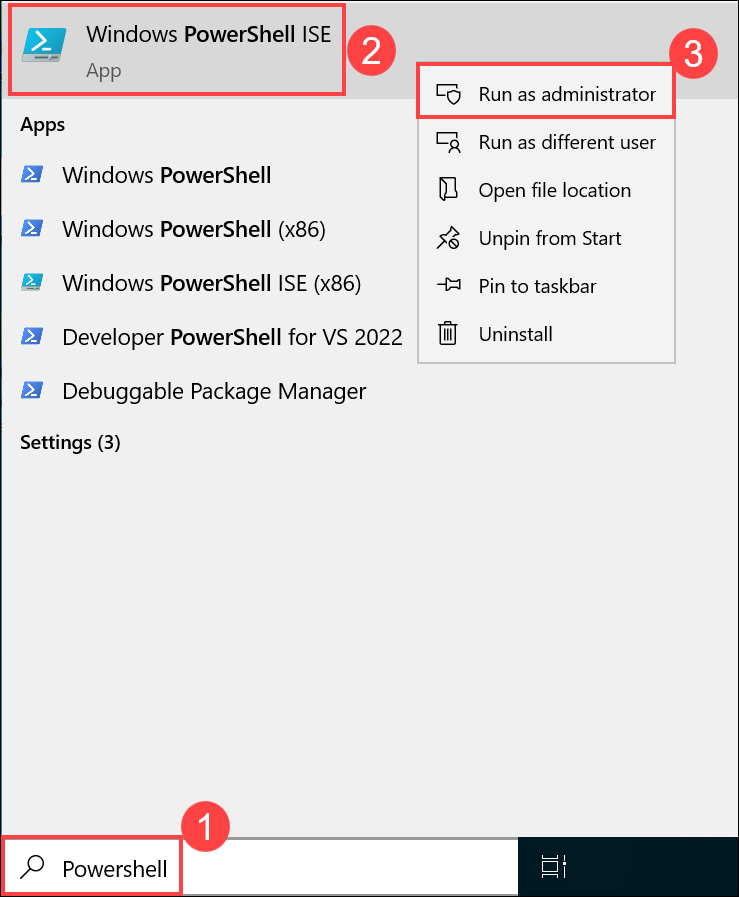 Windows PowerShell ISE
2
App
3
Run as administrator
Apps
Run as different user
Windows PowerShell
Open file location
Windows PowerShell (x86)
Unpin from Start
Windows PowerShell ISE (x86)
Pin to taskbar
Developer PowerShell for VS 2022
Uninstall
Debuggable Package Manager
Settings (3)
1
Powershell